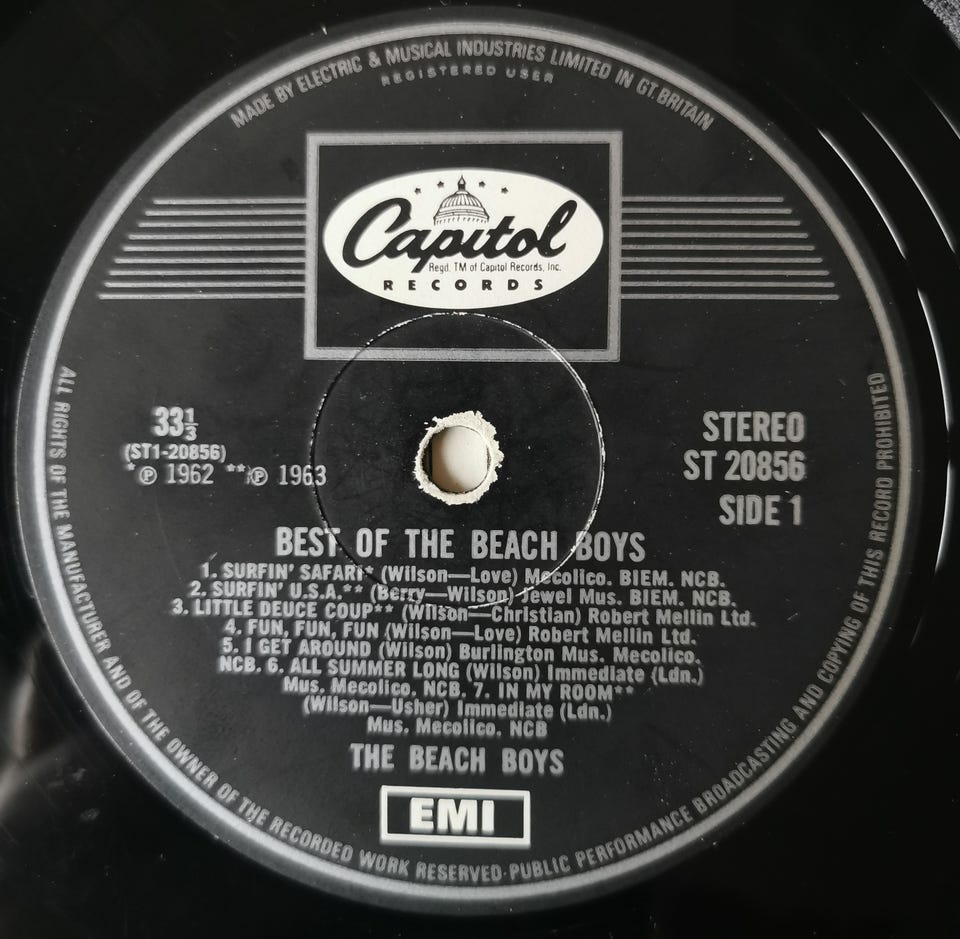 MADE BY ELECTRIC & MUSICAL INDUSTRIES LIMITED IN GT. BRITAIN
REGISTERED USER
Capitol
Regd. TM of Capitol Records, Inc.
RECORDS
33⅓
(ST1-20856)
*℗ 1962 **℗ 1963
STEREO
ST 20856
SIDE 1
BEST OF THE BEACH BOYS
1. SURFIN' SAFARI* (Wilson—Love) Mecolico. BIEM. NCB.
2. SURFIN' U.S.A.** (Berry—Wilson) Jewel Mus. BIEM. NCB.
3. LITTLE DEUCE COUP** (Wilson—Christian) Robert Mellin Ltd.
4. FUN, FUN, FUN (Wilson—Love) Robert Mellin Ltd.
5. I GET AROUND (Wilson) Burlington Mus. Mecolico.
NCB. 6. ALL SUMMER LONG (Wilson) Immediate (Ldn.)
Mus. Mecolico. NCB. 7. IN MY ROOM**
(Wilson—Usher) Immediate (Ldn.)
Mus. Mecolico. NCB
THE BEACH BOYS
EMI
ALL RIGHTS OF THE MANUFACTURER AND OF THE OWNER OF THE RECORDED WORK RESERVED·PUBLIC PERFORMANCE BROADCASTING AND COPYING OF THIS RECORD PROHIBITED